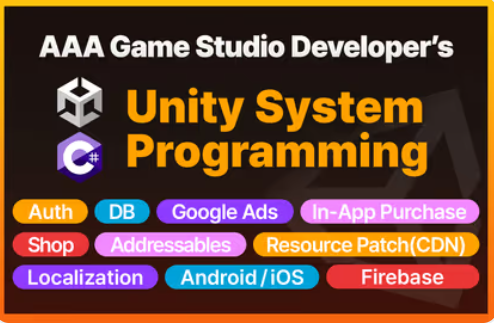 AAA Game Studio Developer's
Unity System
C# Programming
Auth DB Google Ads In-App Purchase
Shop Addressables Resource Patch(CDN)
Localization Android / iOS Firebase